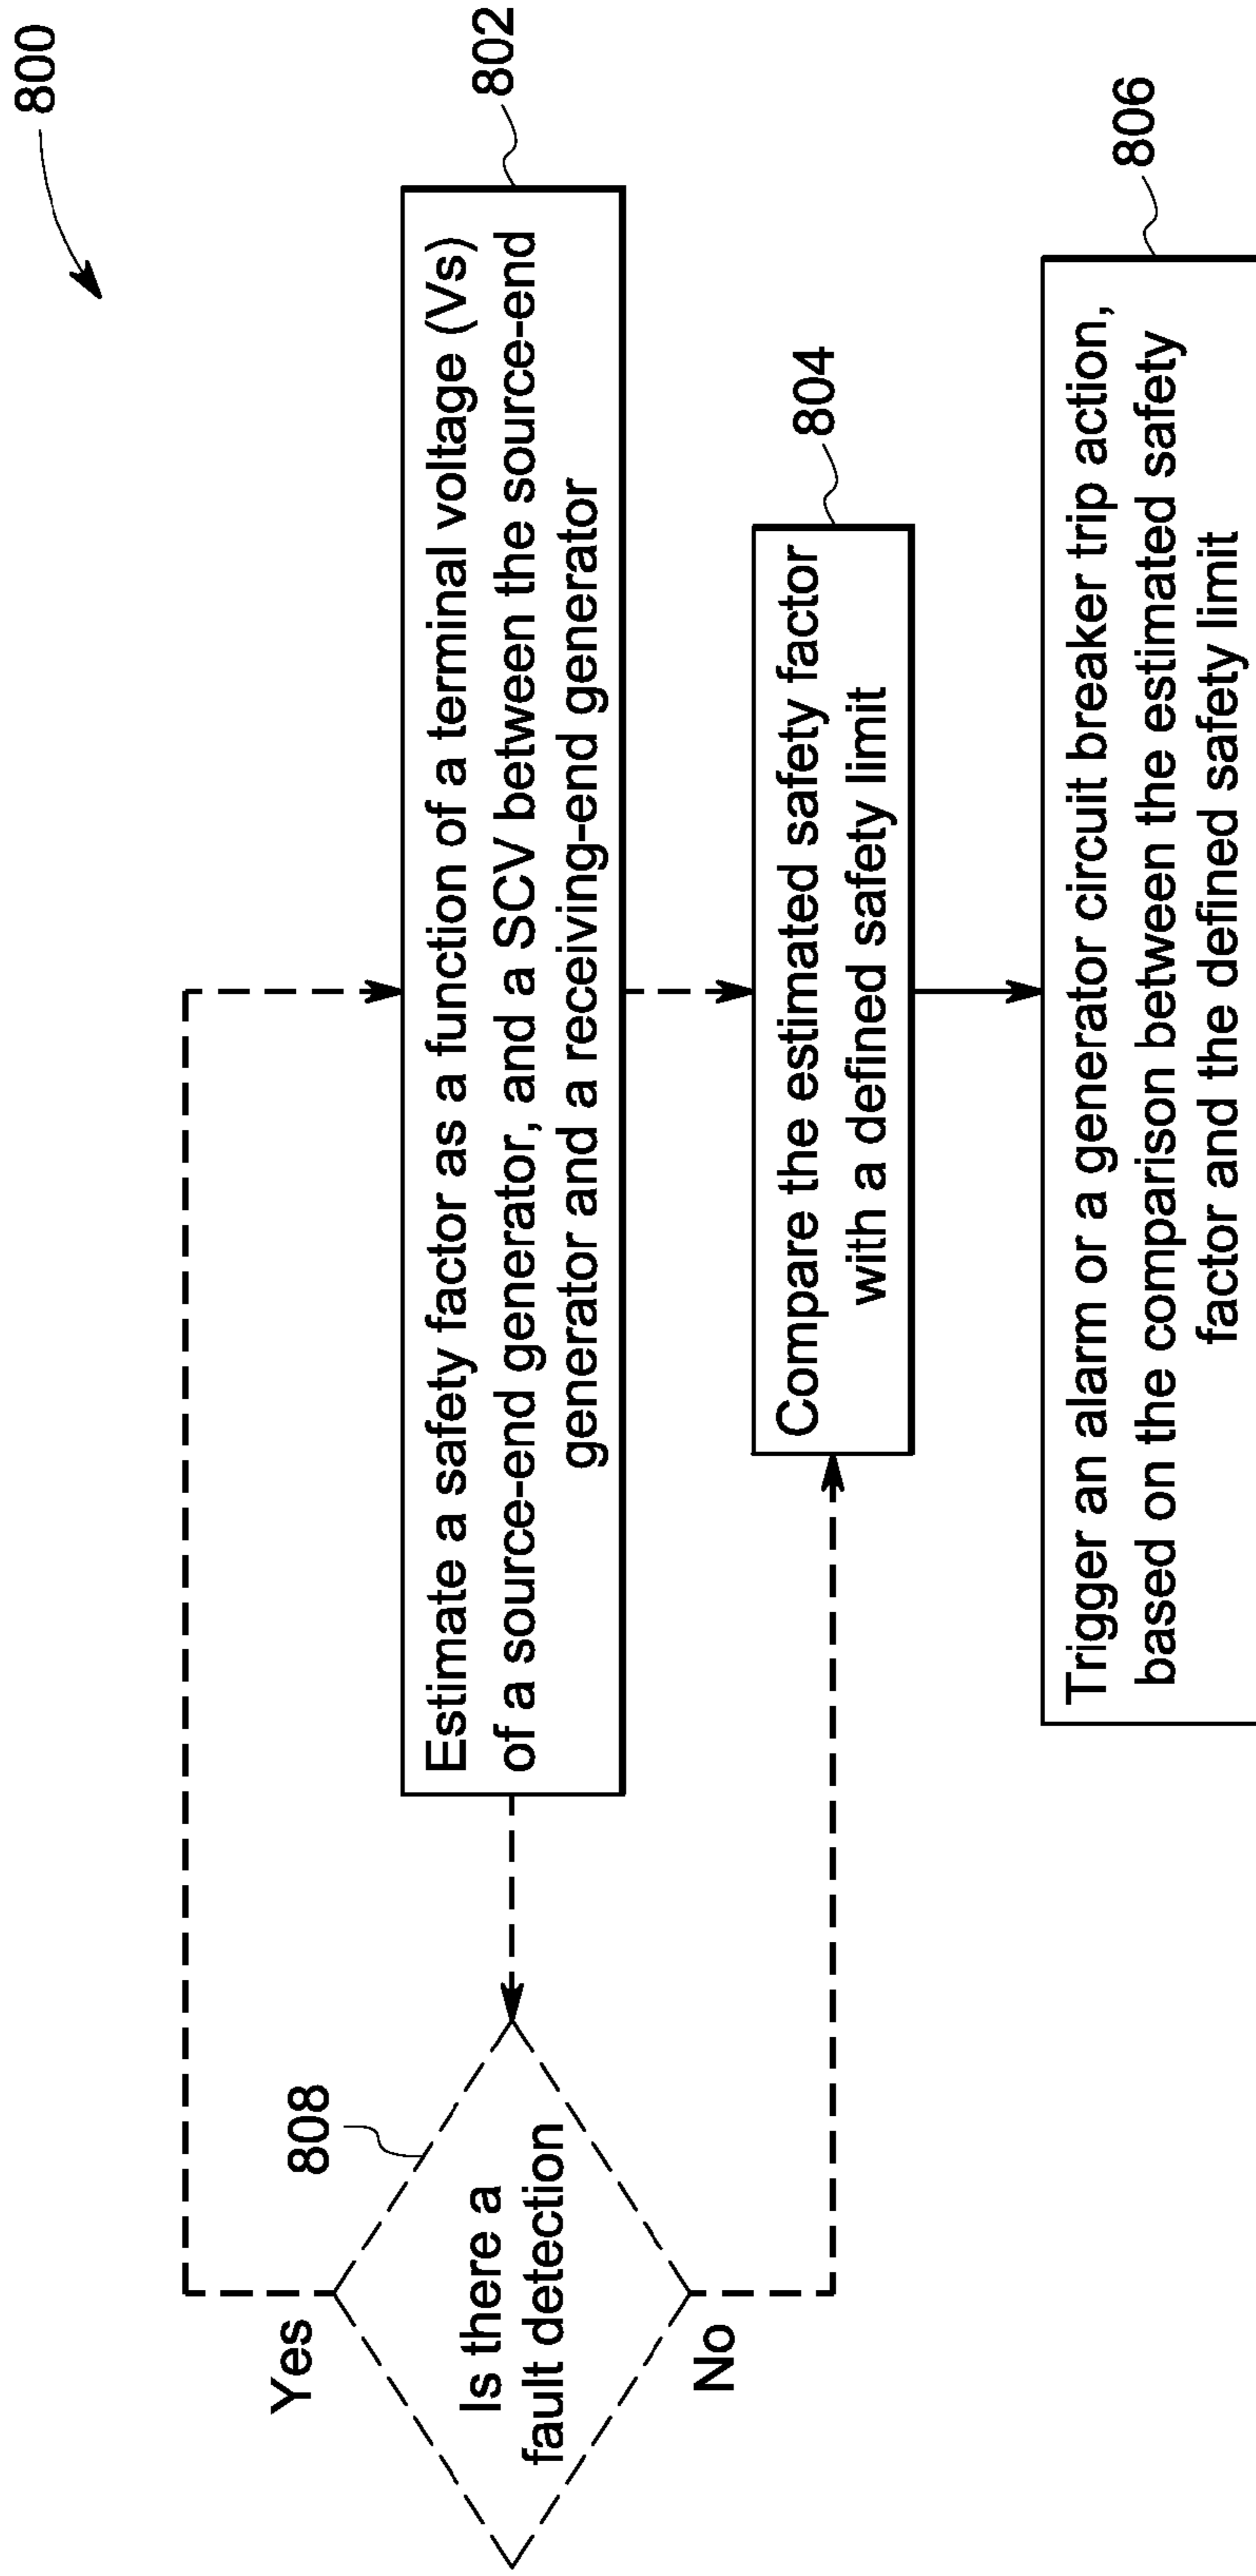 800
802
Estimate a safety factor as a function of a terminal voltage (Vs)
of a source-end generator, and a SCV between the source-end
generator and a receiving-end generator
808
Yes
Is there a
fault detection
No
804
Compare the estimated safety factor
with a defined safety limit
806
Trigger an alarm or a generator circuit breaker trip action,
based on the comparison between the estimated safety
factor and the defined safety limit